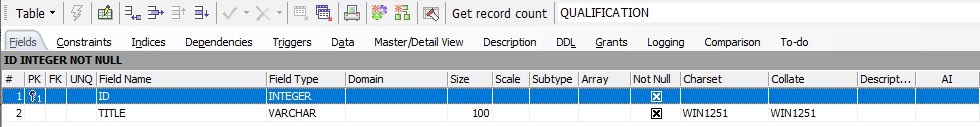 Table Get record count QUALIFICATION
Fields Constraints Indices Dependencies Triggers Data Master/Detail View Description DDL Grants Logging Comparison To-do
ID INTEGER NOT NULL
# PK FK UNQ Field Name Field Type Domain Size Scale Subtype Array Not Null Charset Collate Descript... AI
1 1 ID INTEGER
2 TITLE VARCHAR 100 WIN1251 WIN1251